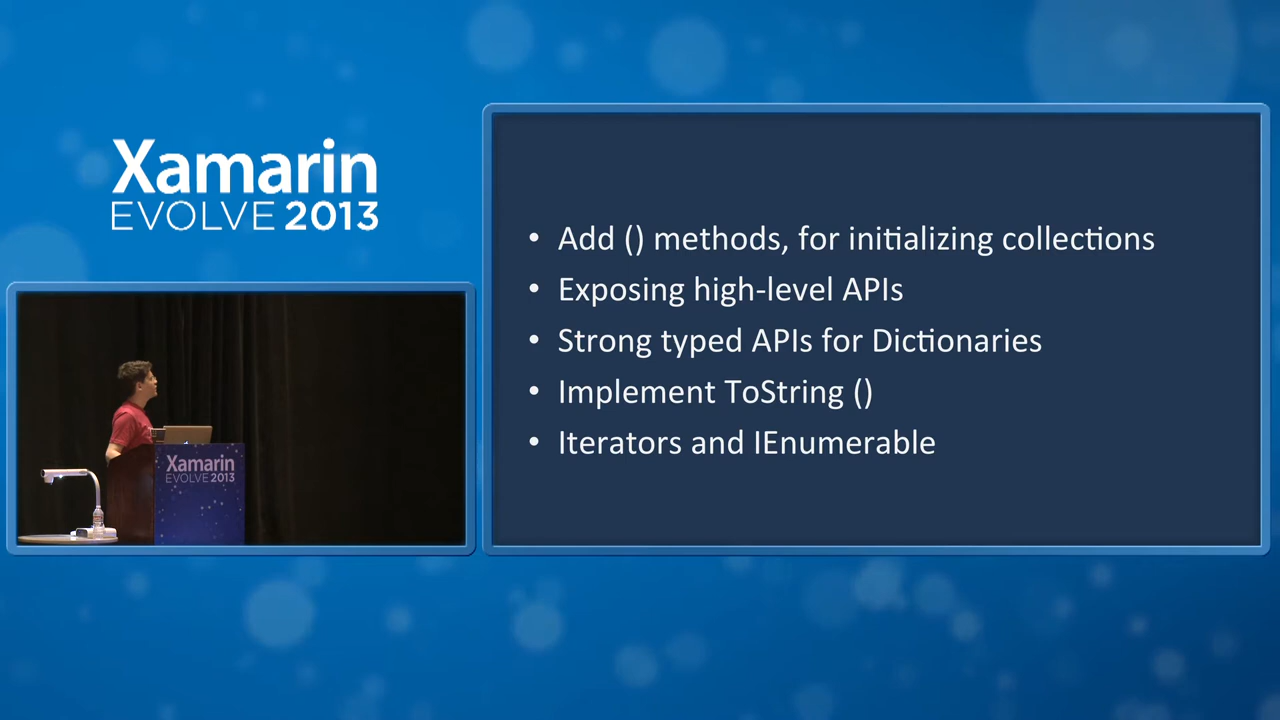 Xamarin
EVOLVE 2013
• Add () methods, for initializing collections
• Exposing high-level APIs
• Strong typed APIs for Dictionaries
• Implement ToString ()
• Iterators and IEnumerable
Xamarin
EVOLVE 2013